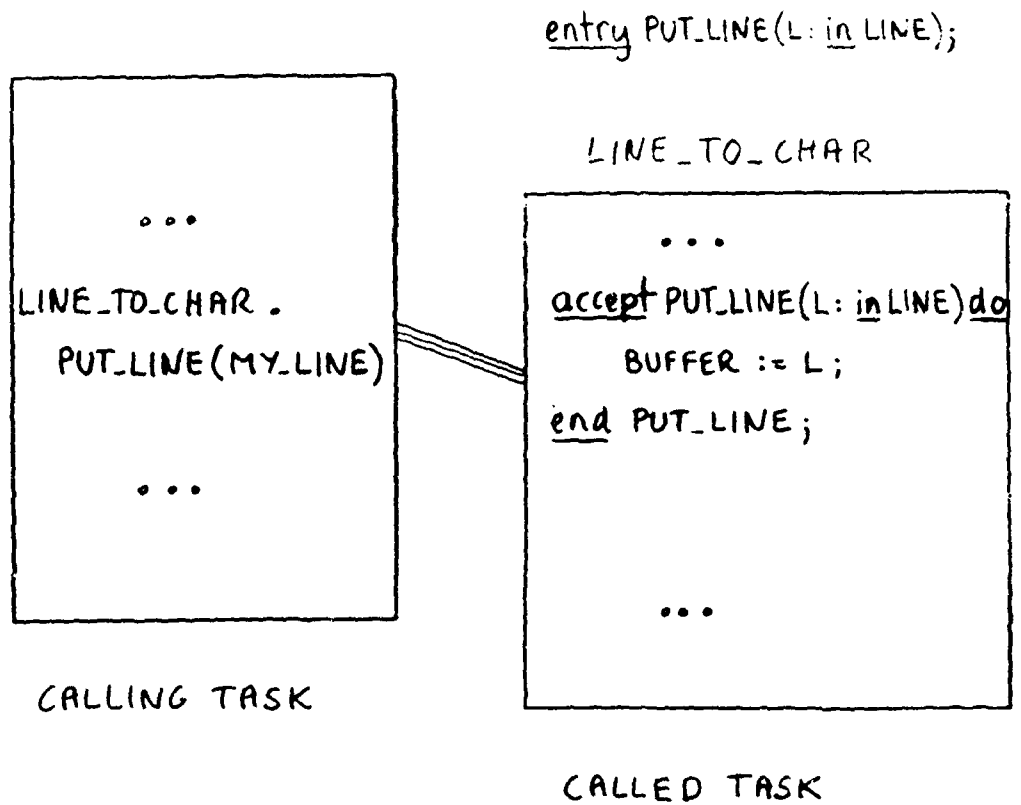 entry PUT_LINE(L: in LINE);
...
LINE_TO_CHAR.
PUT_LINE(MY_LINE)
...
CALLING TASK
LINE_TO_CHAR
...
accept PUT_LINE(L: in LINE) do
BUFFER := L;
end PUT_LINE;
...
CALLED TASK